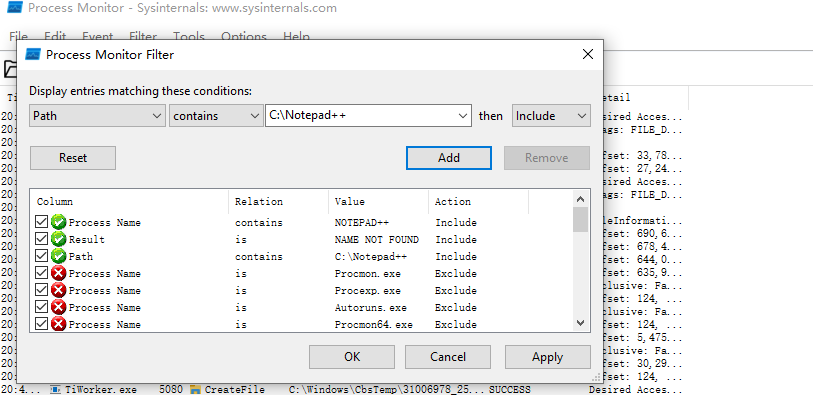 Process Monitor - Sysinternals: www.sysinternals.com
File Edit Event Filter Tools Options Help
Process Monitor Filter
Display entries matching these conditions:
Path contains C:\Notepad++ then Include
Reset Add Remove
Column Relation Value Action
Process Name contains NOTEPAD++ Include
Result is NAME NOT FOUND Include
Path contains C:\Notepad++ Include
Process Name is Procmon.exe Exclude
Process Name is Procexp.exe Exclude
Process Name is Autoruns.exe Exclude
Process Name is Procmon64.exe Exclude
OK Cancel Apply
Ti
etail
20:
sired Acces...
20:
ags: FILE_D...
20:
fset: 33,78...
20:
fset: 27,24...
20:
sired Acces...
20:
ags: FILE_D...
20:
leInformati...
20:
fset: 690,6...
20:
fset: 678,4...
20:
fset: 644,0...
20:
fset: 635,9...
20:
clusive: Fa...
20:
fset: 124, ...
20:
clusive: Fa...
20:
fset: 124, ...
20:
fset: 5,475...
20:
clusive: Fa...
20:
fset: 30,29...
20:
fset: 124, ...
20:4... TiWorker.exe 5080 CreateFile C:\Windows\CbsTemp\31006978_25... SUCCESS Desired Acces...